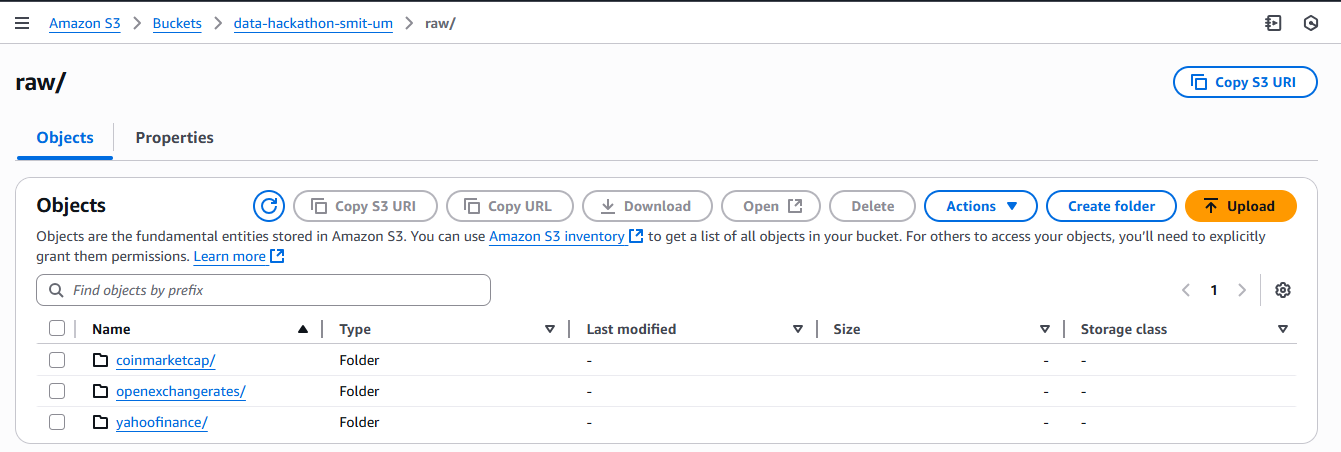 Amazon S3 > Buckets > data-hackathon-smit-um > raw/
raw/
Copy S3 URI
Objects
Properties
Objects
Copy S3 URI
Copy URL
Download
Open
Delete
Actions
Create folder
Upload
Objects are the fundamental entities stored in Amazon S3. You can use Amazon S3 inventory to get a list of all objects in your bucket. For others to access your objects, you’ll need to explicitly
grant them permissions. Learn more
Find objects by prefix
1
Name Type Last modified Size Storage class
coinmarketcap/ Folder - - -
openexchangerates/ Folder - - -
yahoofinance/ Folder - - -